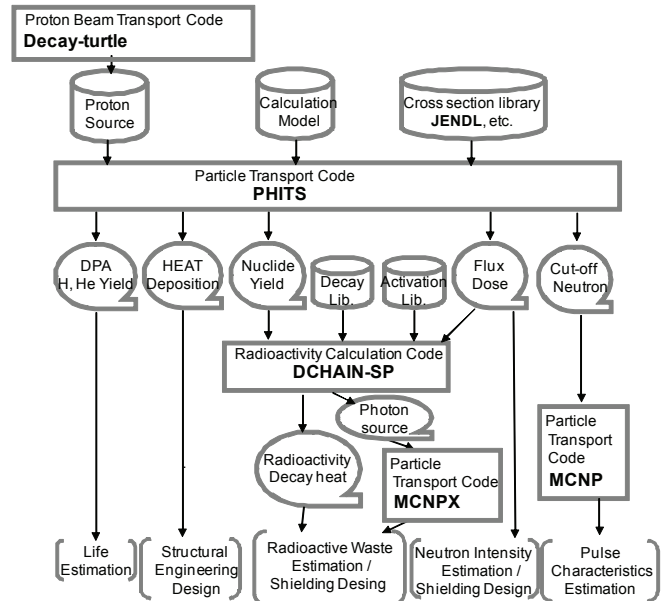 Proton Beam Transport Code
Decay-turtle
Proton
Source
Calculation
Model
Cross section library
JENDL, etc.
Particle Transport Code
PHITS
DPA
H, He Yield
HEAT
Deposition
Nuclide
Yield
Decay
Lib.
Activation
Lib.
Flux
Dose
Cut-off
Neutron
Radioactivity Calculation Code
DCHAIN-SP
Photon
source
Radioactivity
Decay heat
Particle
Transport Code
MCNPX
Particle
Transport
Code
MCNP
Life
Estimation
Structural
Engineering
Design
Radioactive Waste
Estimation /
Shielding Desing
Neutron Intensity
Estimation /
Shielding Design
Pulse
Characteristics
Estimation